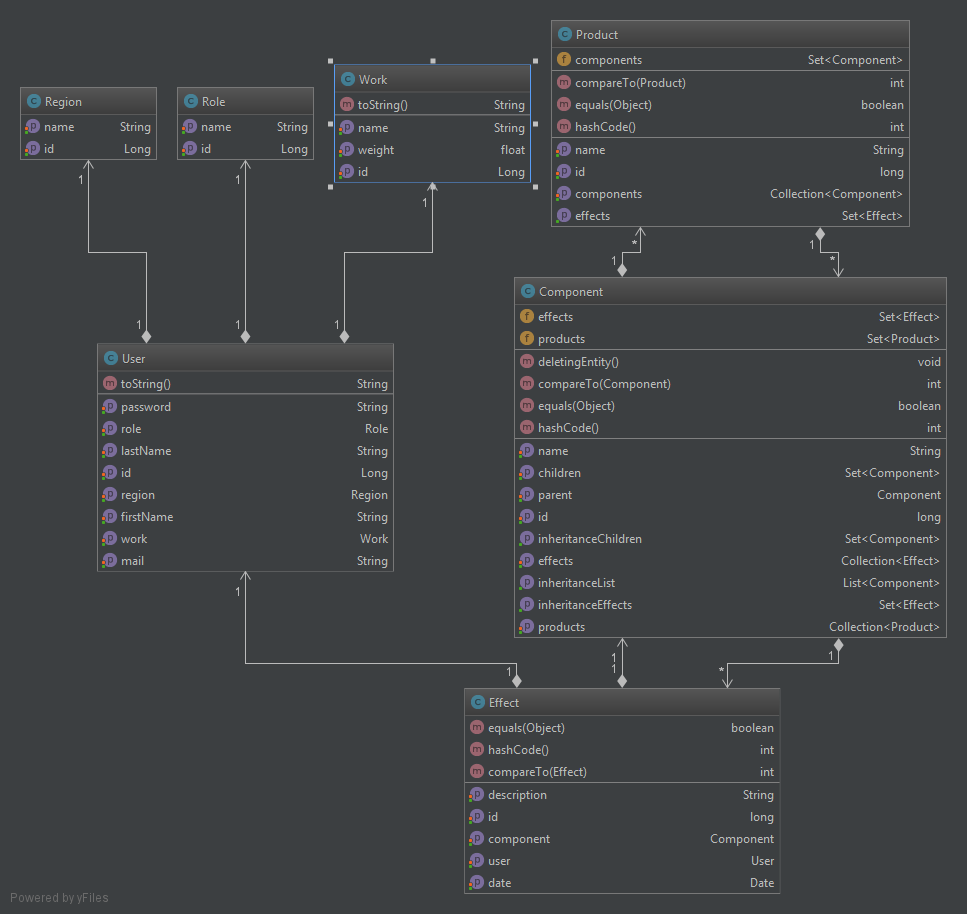 Product
components Set<Component>
compareTo(Product) int
equals(Object) boolean
hashCode() int
name String
id long
components Collection<Component>
effects Set<Effect>
Work
toString() String
name String
weight float
id Long
Region
name String
id Long
Role
name String
id Long
1
1
1
*
1
1
*
1
1
1
Component
effects Set<Effect>
products Set<Product>
deletingEntity() void
compareTo(Component) int
equals(Object) boolean
hashCode() int
name String
children Set<Component>
parent Component
id long
inheritanceChildren Set<Component>
effects Collection<Effect>
inheritanceList List<Component>
inheritanceEffects Set<Effect>
products Collection<Product>
User
toString() String
password String
role Role
lastName String
id Long
region Region
firstName String
work Work
mail String
1
1
1
1
1
*
Effect
equals(Object) boolean
hashCode() int
compareTo(Effect) int
description String
id long
component Component
user User
date Date
Powered by yFiles